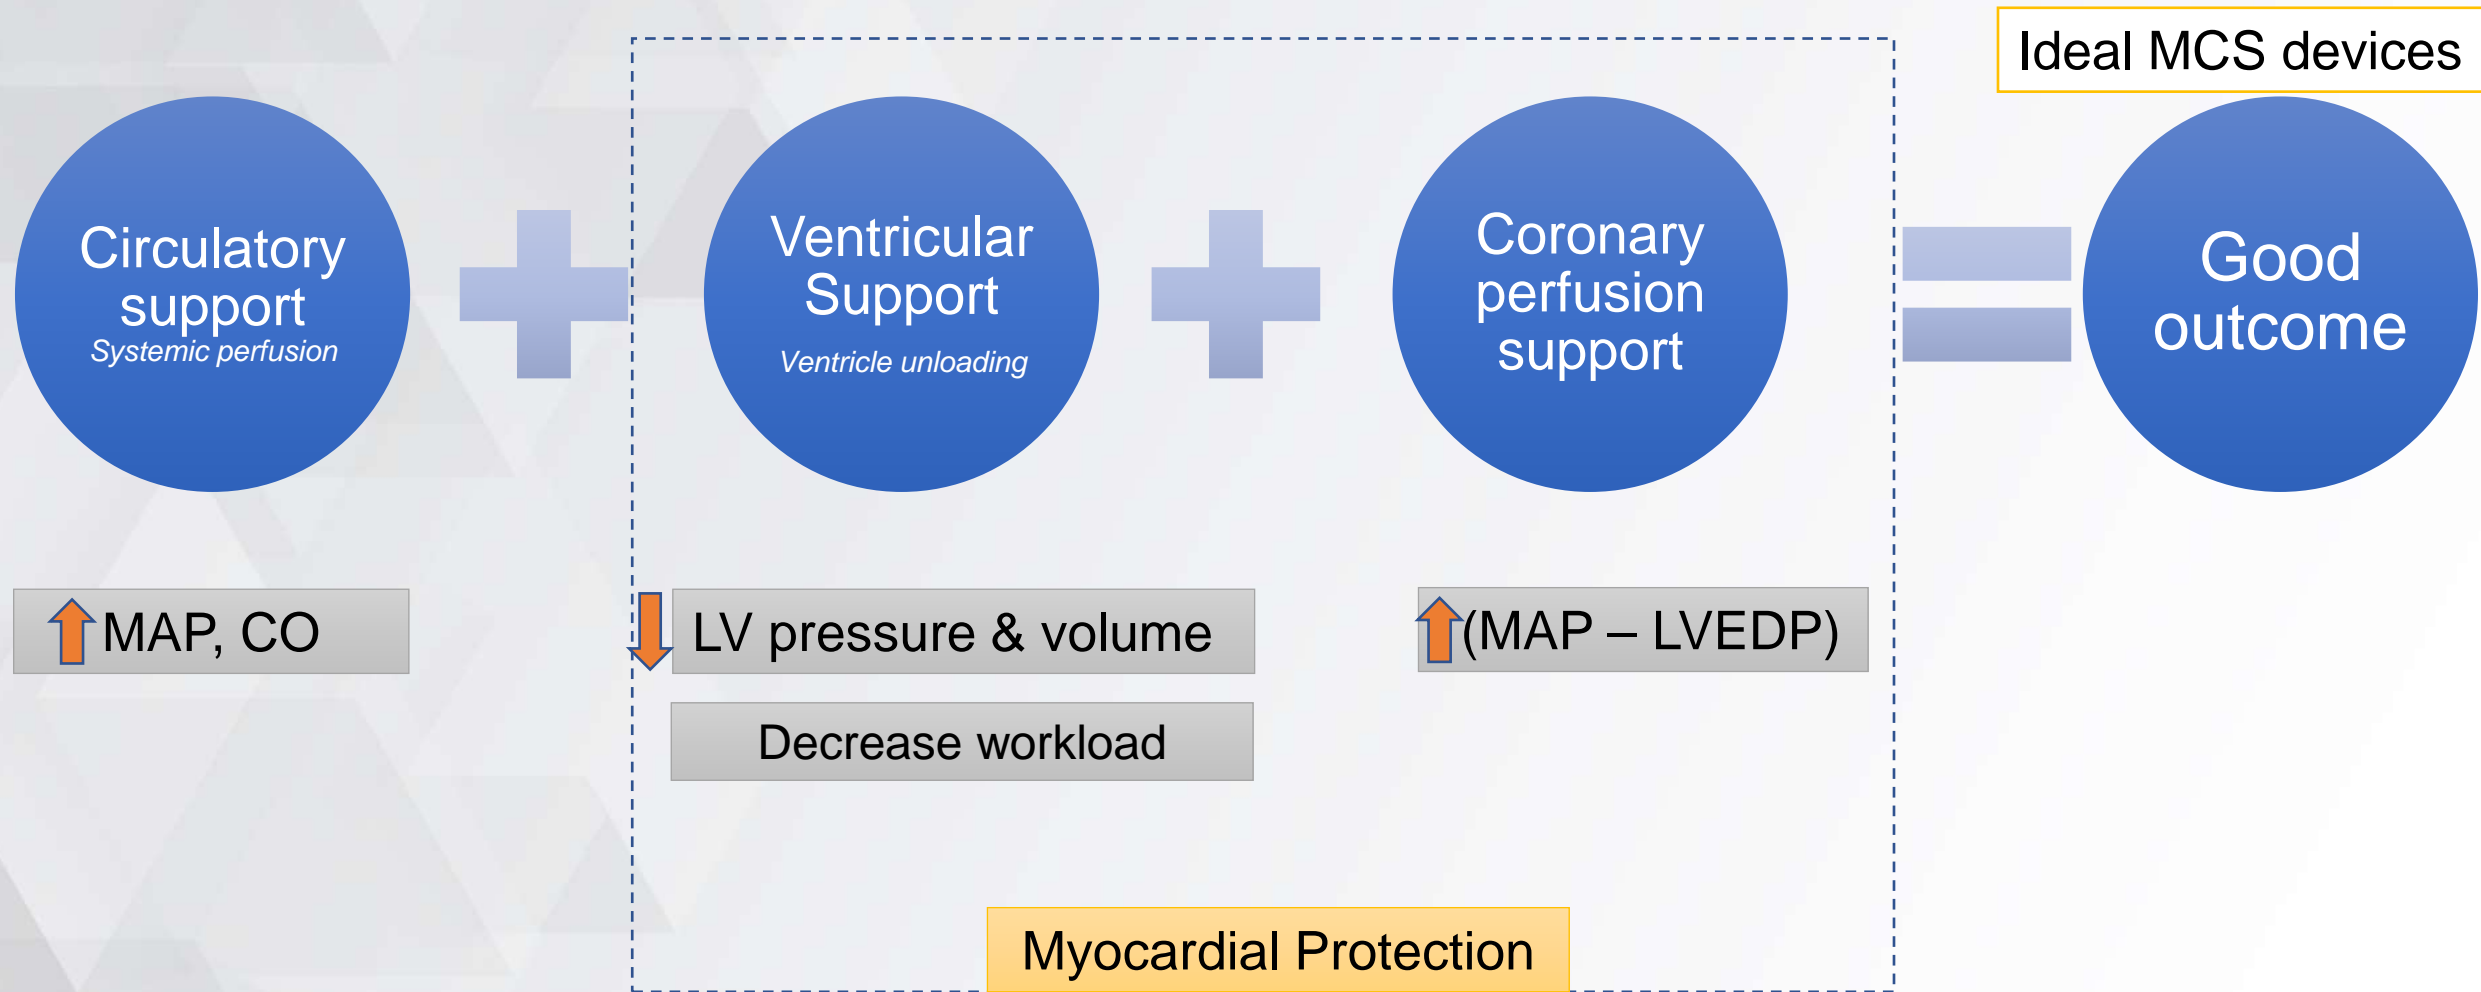 Ideal MCS devices
Circulatory
support
Systemic perfusion
Ventricular
Support
Ventricle unloading
Coronary
perfusion
support
Good
outcome
MAP, CO
LV pressure & volume
(MAP – LVEDP)
Decrease workload
Myocardial Protection